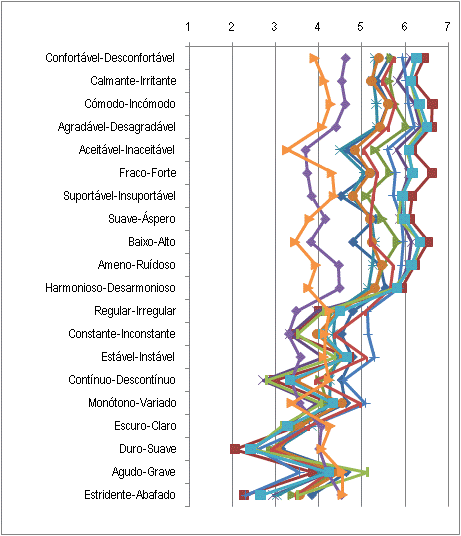 1 2 3 4 5 6 7
Confortável-Desconfortável
Calmante-Irritante
Cómodo-Incómodo
Agradável-Desagradável
Aceitável-Inaceitável
Fraco-Forte
Suportável-Insuportável
Suave-Áspero
Baixo-Alto
Ameno-Ruídoso
Harmonioso-Desarmonioso
Regular-Irregular
Constante-Inconstante
Estável-Instável
Contínuo-Descontínuo
Monótono-Variado
Escuro-Claro
Duro-Suave
Agudo-Grave
Estridente-Abafado